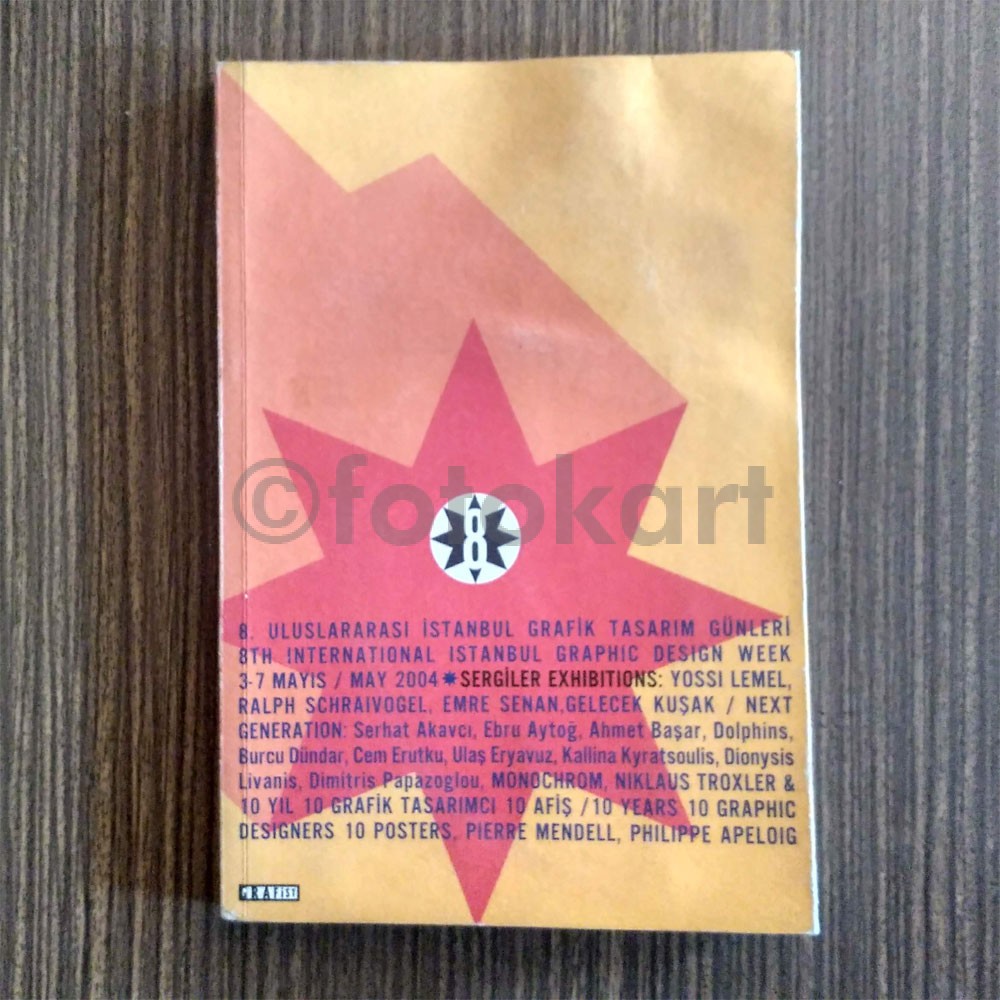 ©fotokart
8
8. ULUSLARARASI İSTANBUL GRAFİK TASARIM GÜNLERİ
8TH INTERNATIONAL ISTANBUL GRAPHIC DESIGN WEEK
3-7 MAYIS / MAY 2004 ✷ SERGİLER EXHIBITIONS: YOSSI LEMEL,
RALPH SCHRAIVOGEL, EMRE SENAN,GELECEK KUŞAK / NEXT
GENERATION: Serhat Akavcı, Ebru Aytoğ, Ahmet Başar, Dolphins,
Burcu Dündar, Cem Erutku, Ulaş Eryavuz, Kallina Kyratsoulis, Dionysis
Livanis, Dimitris Papazoglou, MONOCHROM, NIKLAUS TROXLER &
10 YIL 10 GRAFİK TASARIMCI 10 AFİŞ / 10 YEARS 10 GRAPHIC
DESIGNERS 10 POSTERS, PIERRE MENDELL, PHILIPPE APELOIG
GRAFIST